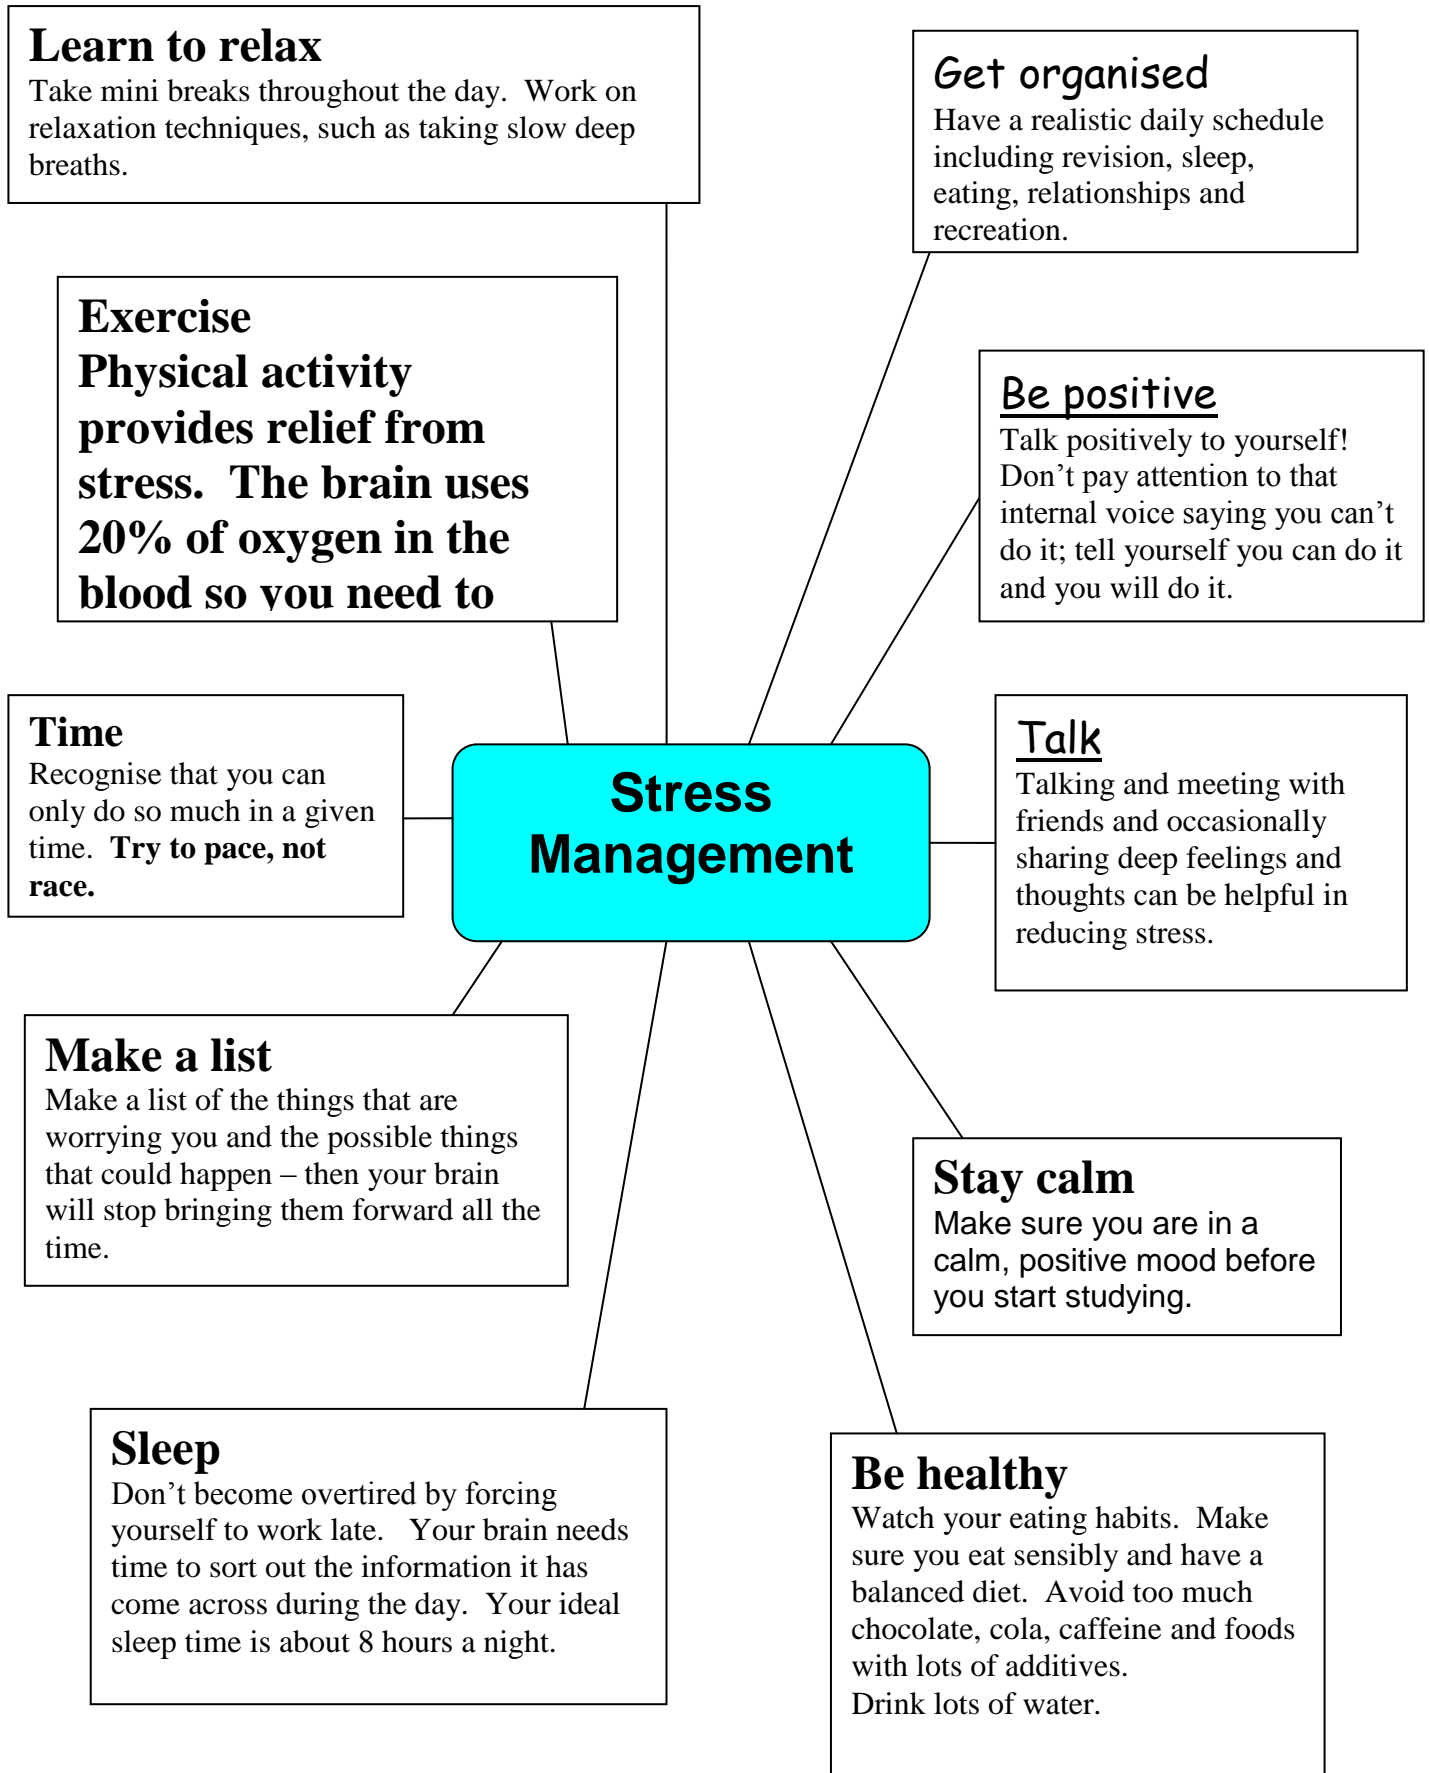 Learn to relax
Take mini breaks throughout the day.  Work on
relaxation techniques, such as taking slow deep
breaths.
Get organised
Have a realistic daily schedule
including revision, sleep,
eating, relationships and
recreation.
Exercise
Physical activity
provides relief from
stress.  The brain uses
20% of oxygen in the
blood so you need to
Be positive
Talk positively to yourself!
Don’t pay attention to that
internal voice saying you can’t
do it; tell yourself you can do it
and you will do it.
Time
Recognise that you can
only do so much in a given
time.  Try to pace, not
race.
Stress
Management
Talk
Talking and meeting with
friends and occasionally
sharing deep feelings and
thoughts can be helpful in
reducing stress.
Make a list
Make a list of the things that are
worrying you and the possible things
that could happen – then your brain
will stop bringing them forward all the
time.
Stay calm
Make sure you are in a
calm, positive mood before
you start studying.
Sleep
Don’t become overtired by forcing
yourself to work late.   Your brain needs
time to sort out the information it has
come across during the day.  Your ideal
sleep time is about 8 hours a night.
Be healthy
Watch your eating habits.  Make
sure you eat sensibly and have a
balanced diet.  Avoid too much
chocolate, cola, caffeine and foods
with lots of additives.
Drink lots of water.